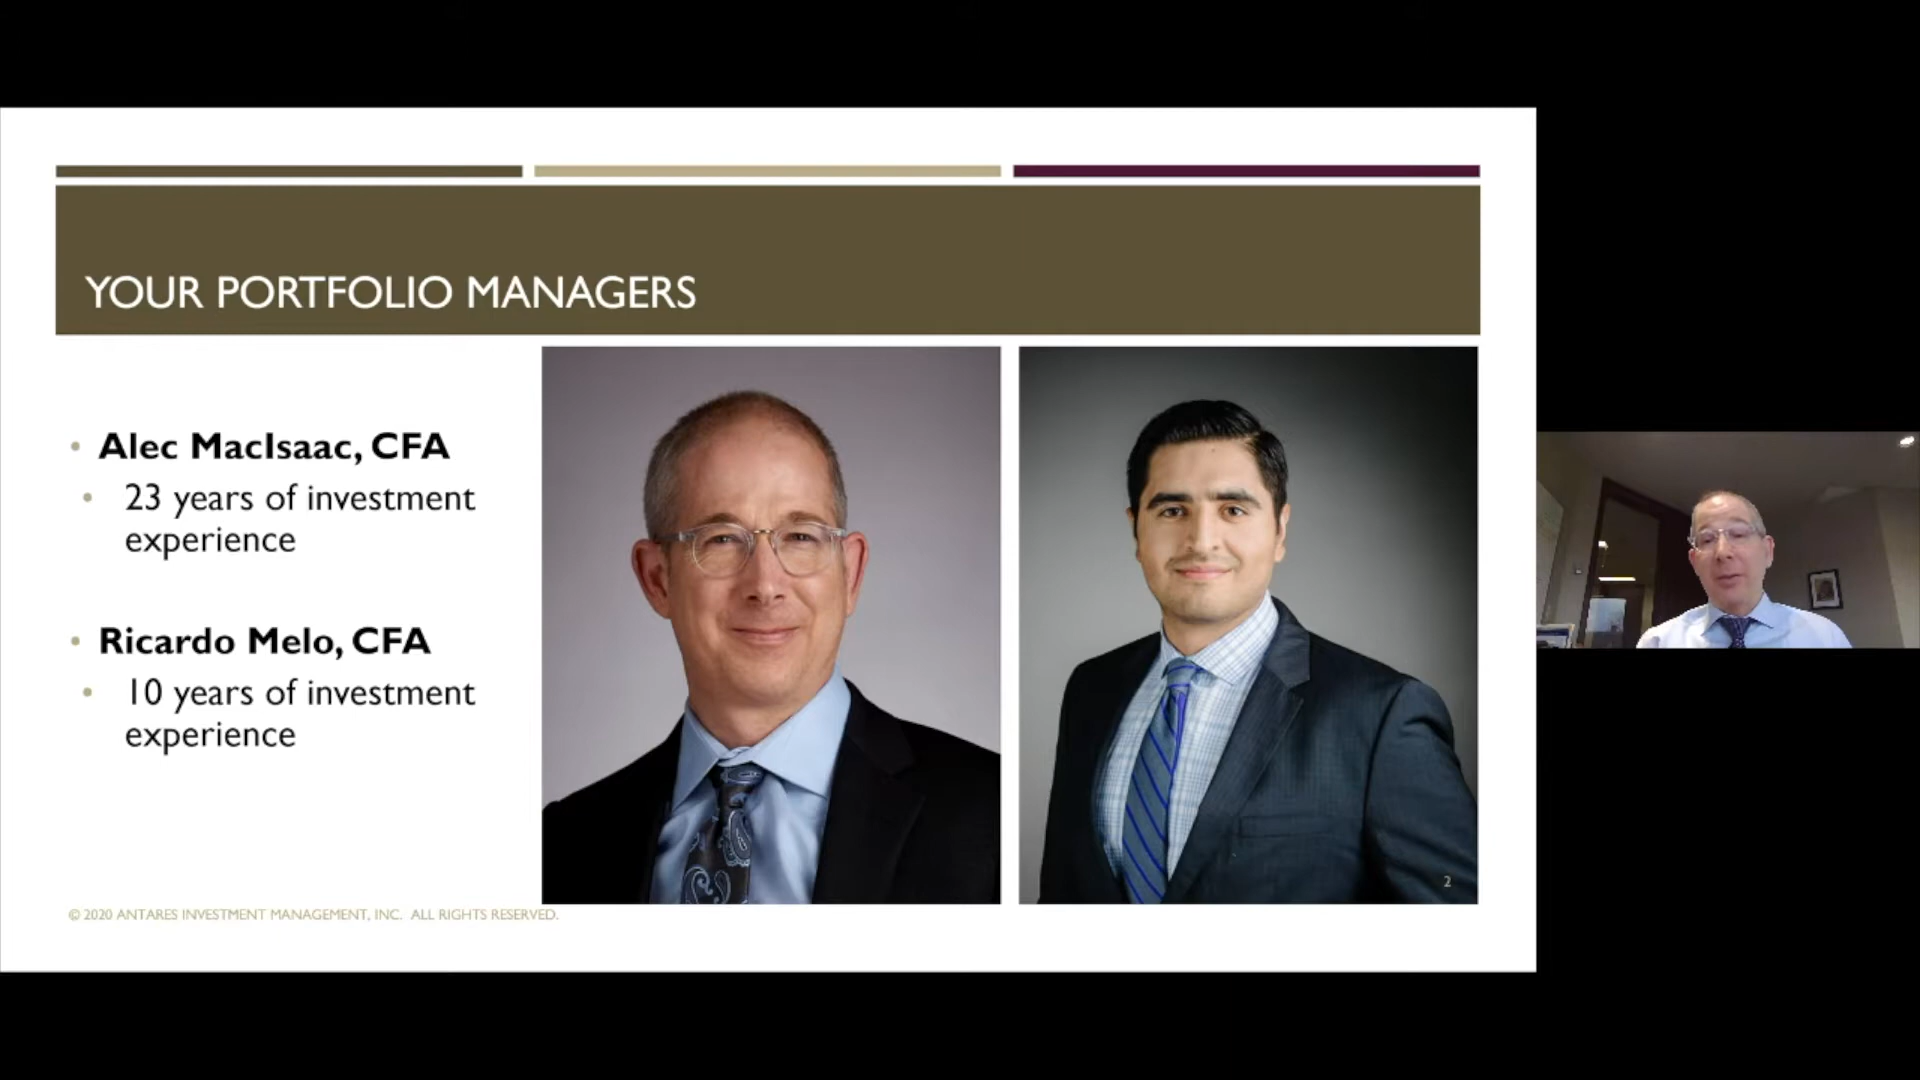 YOUR PORTFOLIO MANAGERS
• Alec MacIsaac, CFA
• 23 years of investment
experience
• Ricardo Melo, CFA
• 10 years of investment
experience
2
© 2020 ANTARES INVESTMENT MANAGEMENT, INC. ALL RIGHTS RESERVED.